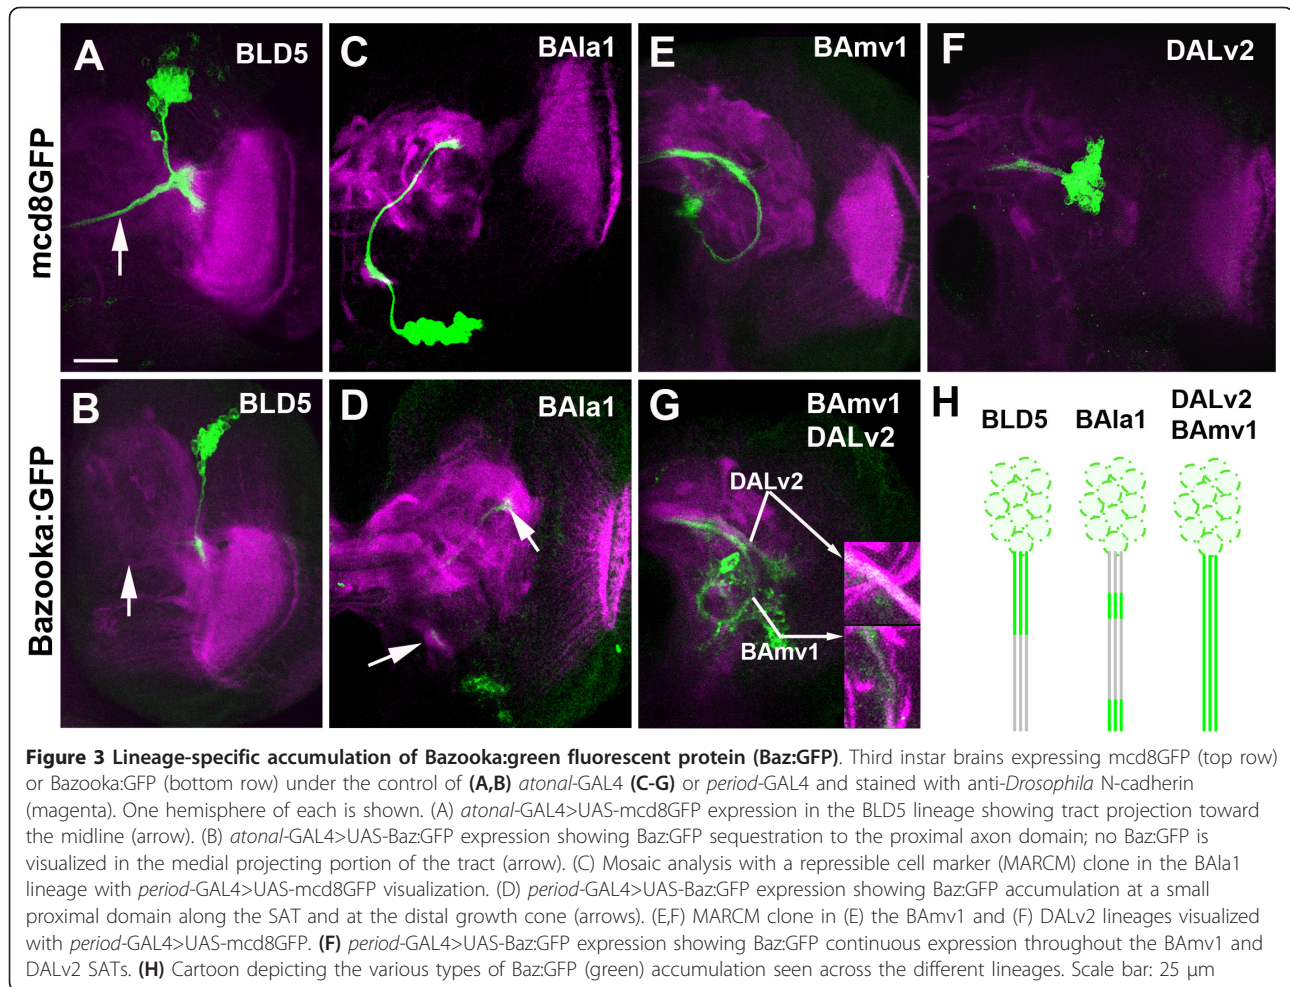 mcd8GFP
Bazooka:GFP
A
BLD5
C
BAla1
E
BAmv1
F
DALv2
B
BLD5
D
BAla1
G
BAmv1
DALv2
DALv2
BAmv1
H
BLD5
BAla1
DALv2
BAmv1
Figure 3 Lineage-specific accumulation of Bazooka:green fluorescent protein (Baz:GFP). Third instar brains expressing mcd8GFP (top row)
or Bazooka:GFP (bottom row) under the control of (A,B) atonal-GAL4 (C-G) or period-GAL4 and stained with anti-Drosophila N-cadherin
(magenta). One hemisphere of each is shown. (A) atonal-GAL4>UAS-mcd8GFP expression in the BLD5 lineage showing tract projection toward
the midline (arrow). (B) atonal-GAL4>UAS-Baz:GFP expression showing Baz:GFP sequestration to the proximal axon domain; no Baz:GFP is
visualized in the medial projecting portion of the tract (arrow). (C) Mosaic analysis with a repressible cell marker (MARCM) clone in the BAla1
lineage with period-GAL4>UAS-mcd8GFP visualization. (D) period-GAL4>UAS-Baz:GFP expression showing Baz:GFP accumulation at a small
proximal domain along the SAT and at the distal growth cone (arrows). (E,F) MARCM clone in (E) the BAmv1 and (F) DALv2 lineages visualized
with period-GAL4>UAS-mcd8GFP. (F) period-GAL4>UAS-Baz:GFP expression showing Baz:GFP continuous expression throughout the BAmv1 and
DALv2 SATs. (H) Cartoon depicting the various types of Baz:GFP (green) accumulation seen across the different lineages. Scale bar: 25 μm